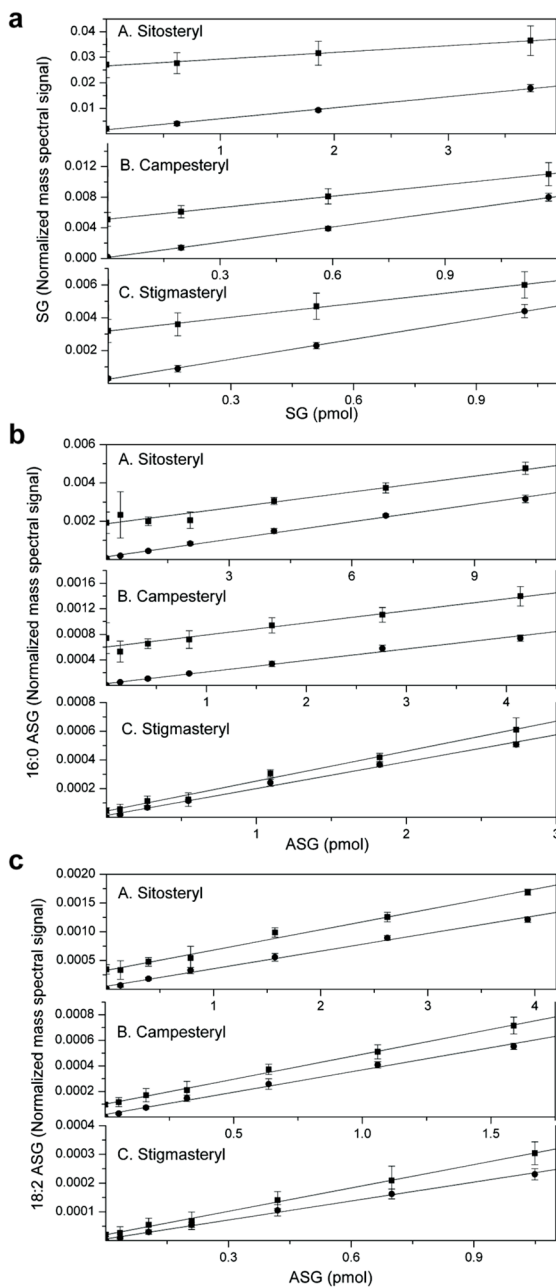 a
SG (Normalized mass spectral signal)
A. Sitosteryl
0.04
0.03
0.02
0.01
1 2 3
B. Campesteryl
0.012
0.008
0.004
0.000
0.3 0.6 0.9
C. Stigmasteryl
0.006
0.004
0.002
0.3 0.6 0.9
SG (pmol)
b
16:0 ASG (Normalized mass spectral signal)
A. Sitosteryl
0.006
0.004
0.002
3 6 9
B. Campesteryl
0.0016
0.0012
0.0008
0.0004
1 2 3 4
C. Stigmasteryl
0.0008
0.0006
0.0004
0.0002
1 2 3
ASG (pmol)
c
18:2 ASG (Normalized mass spectral signal)
A. Sitosteryl
0.0020
0.0015
0.0010
0.0005
1 2 3 4
B. Campesteryl
0.0008
0.0006
0.0004
0.0002
0.5 1.0 1.5
C. Stigmasteryl
0.0004
0.0003
0.0002
0.0001
0.3 0.6 0.9
ASG (pmol)